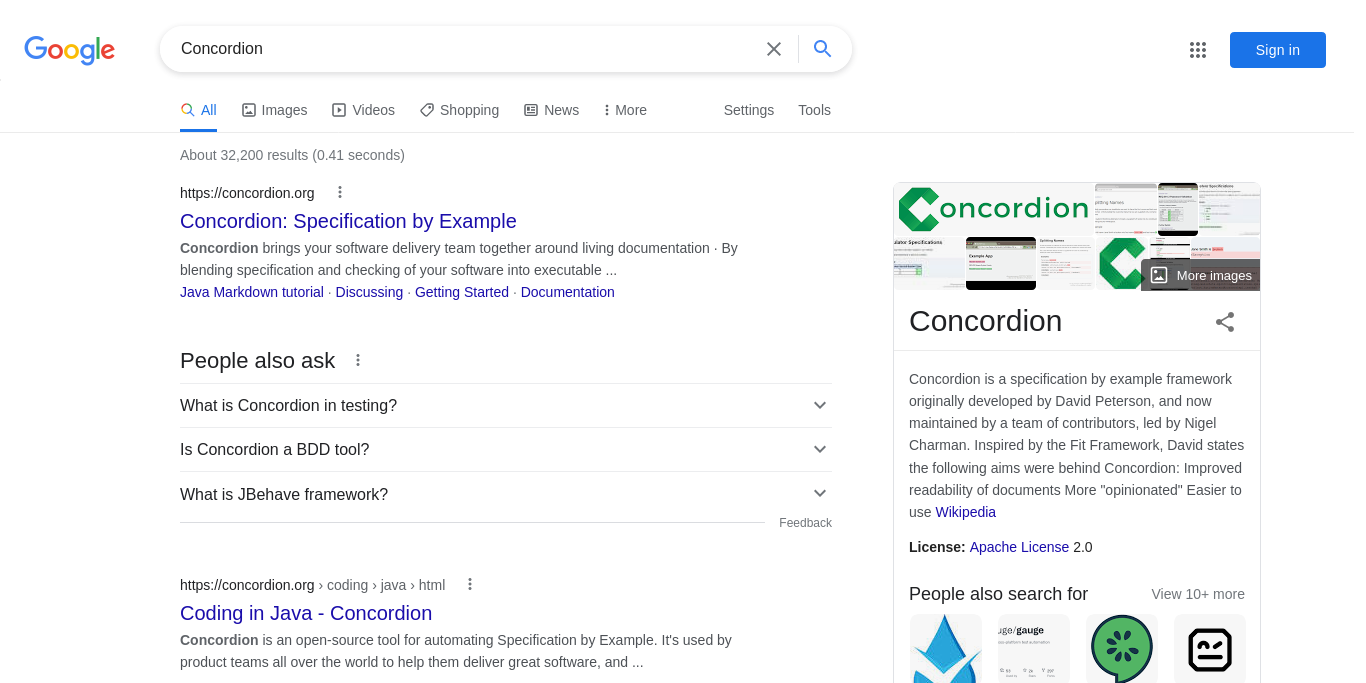 Google
Concordion
Sign in
All
Images
Videos
Shopping
News
More
Settings
Tools
About 32,200 results (0.41 seconds)
https://concordion.org
Concordion: Specification by Example
Concordion brings your software delivery team together around living documentation · By
blending specification and checking of your software into executable ...
Java Markdown tutorial · Discussing · Getting Started · Documentation
People also ask
What is Concordion in testing?
Is Concordion a BDD tool?
What is JBehave framework?
Feedback
https://concordion.org › coding › java › html
Coding in Java - Concordion
Concordion is an open-source tool for automating Specification by Example. It's used by
product teams all over the world to help them deliver great software, and ...
oncordion
Splitting Names
Example App
More images
Concordion
Concordion is a specification by example framework
originally developed by David Peterson, and now
maintained by a team of contributors, led by Nigel
Charman. Inspired by the Fit Framework, David states
the following aims were behind Concordion: Improved
readability of documents More "opinionated" Easier to
use Wikipedia
License: Apache License 2.0
People also search for
View 10+ more
uge/gauge